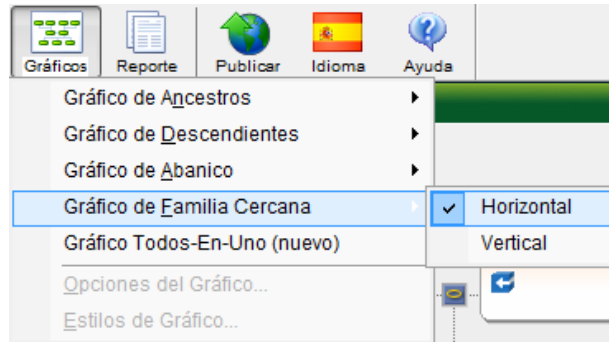 Gráficos Reporte Publicar Idioma Ayuda
Gráfico de Ancestros
Gráfico de Descendientes
Gráfico de Abanico
Gráfico de Familia Cercana
Horizontal
Gráfico Todos-En-Uno (nuevo)
Vertical
Opciones del Gráfico...
Estilos de Gráfico...